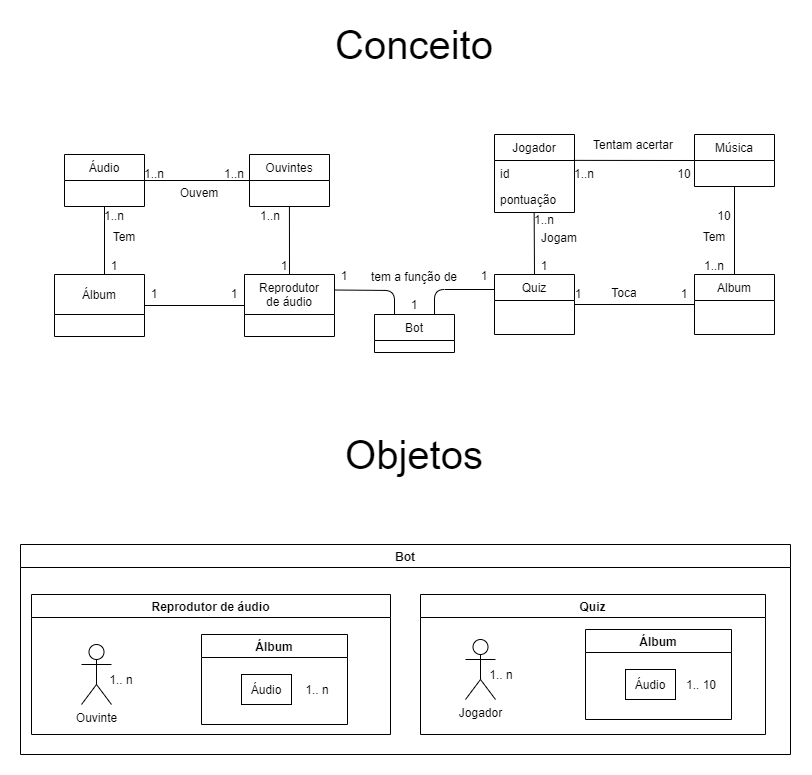 Conceito
Áudio
1..n
1..n
Ouvintes
Ouvem
1..n
Tem
1
1..n
1
Álbum
1
1
Reprodutor
de áudio
1
tem a função de
1
1
Bot
Jogador
id
pontuação
Tentam acertar
1..n
10
Música
1..n
Jogam
1
10
Tem
1..n
Quiz
1
Toca
1
Album
Objetos
Bot
Reprodutor de áudio
1.. n
Ouvinte
Álbum
Áudio
1.. n
Quiz
1.. n
Jogador
Álbum
Áudio
1.. 10